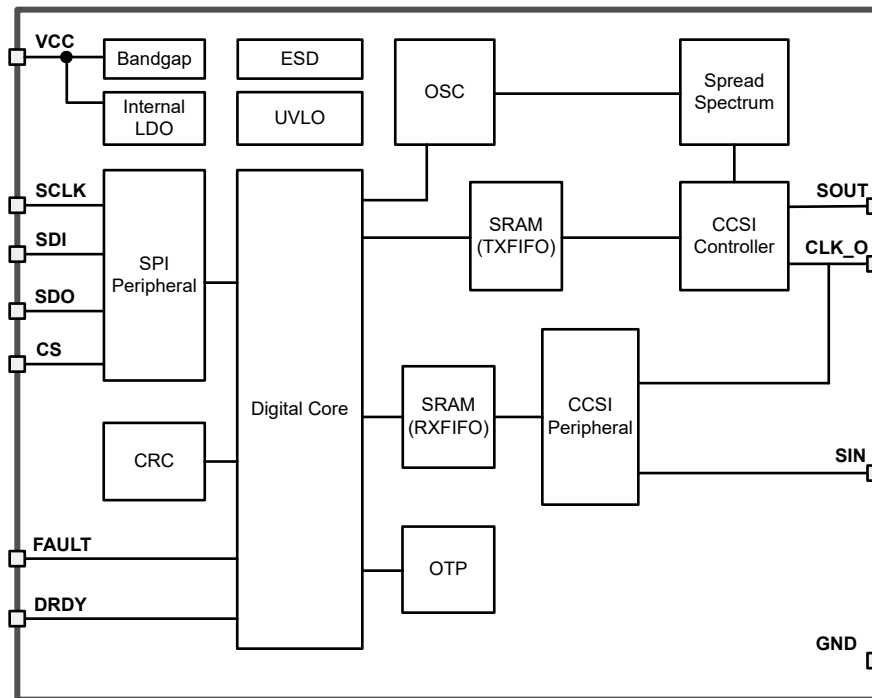 VCC
Bandgap
ESD
OSC
Spread
Spectrum
Internal
LDO
UVLO
SCLK
SDI
SDO
CS
SPI
Peripheral
SRAM
(TXFIFO)
CCSI
Controller
SOUT
CLK_O
Digital Core
SRAM
(RXFIFO)
CCSI
Peripheral
SIN
CRC
FAULT
DRDY
OTP
GND